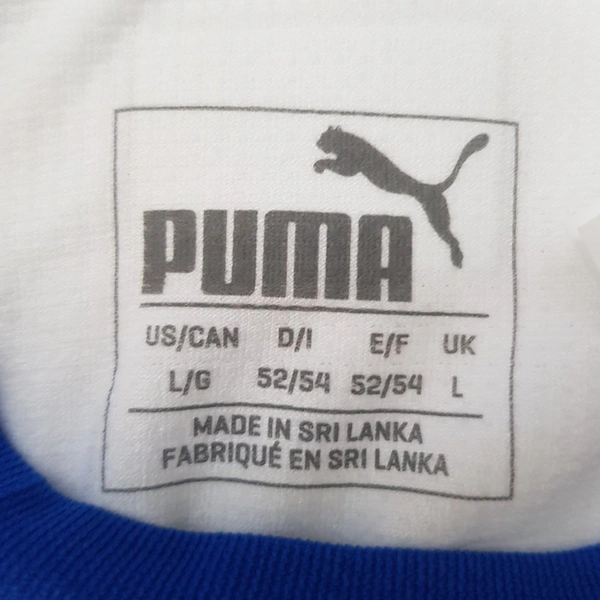 PUMA
US/CAN D/I E/F UK
L/G 52/54 52/54 L
MADE IN SRI LANKA
FABRIQUÉ EN SRI LANKA